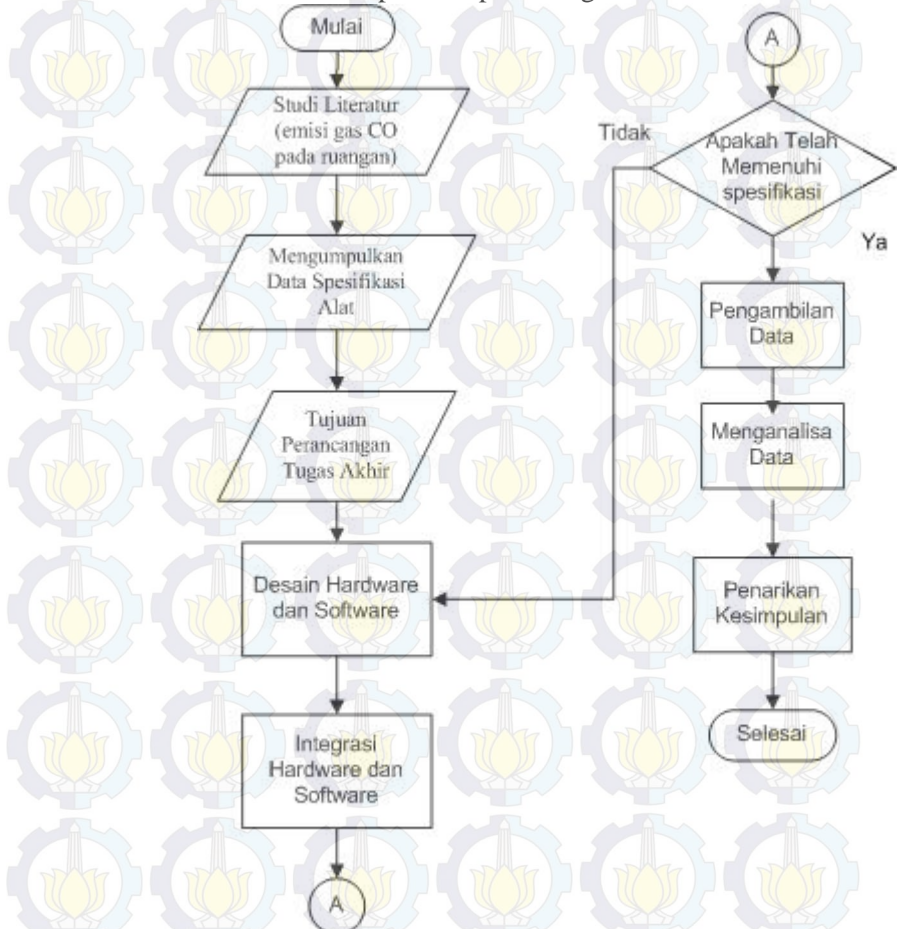 Mulai
Studi Literatur
(emisi gas CO
pada ruangan)
Mengumpulkan
Data Spesifikasi
Alat
Tujuan
Perancangan
Tugas Akhir
Desain Hardware
dan Software
Integrasi
Hardware dan
Software
A
A
Tidak
Apakah Telah
Memenuhi
spesifikasi
Ya
Pengambilan
Data
Menganalisa
Data
Penarikan
Kesimpulan
Selesai